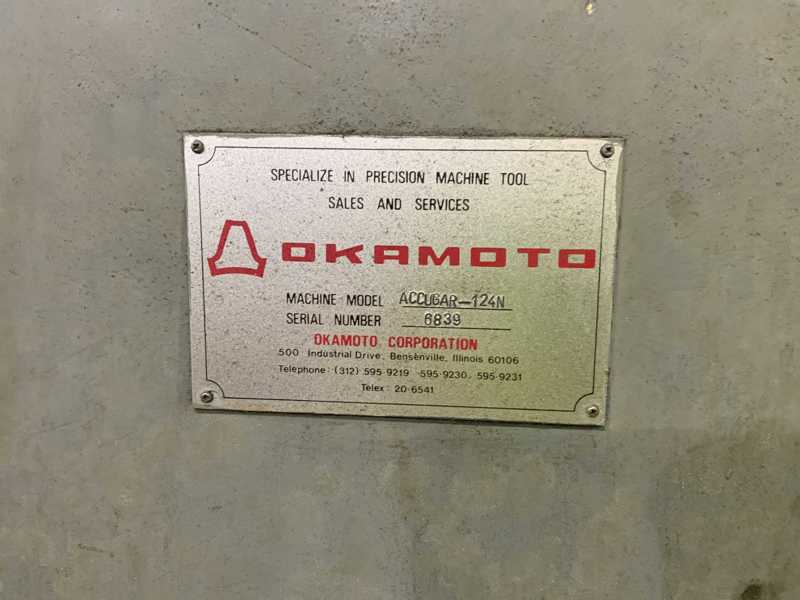 SPECIALIZE IN PRECISION MACHINE TOOL
SALES AND SERVICES
OKAMOTO
MACHINE MODEL ACCUGAR-124N
SERIAL NUMBER 6839
OKAMOTO CORPORATION
500 Industrial Drive, Bensenville, Illinois 60106
Telephone: (312) 595-9219 595-9230, 595-9231
Telex: 20-6541